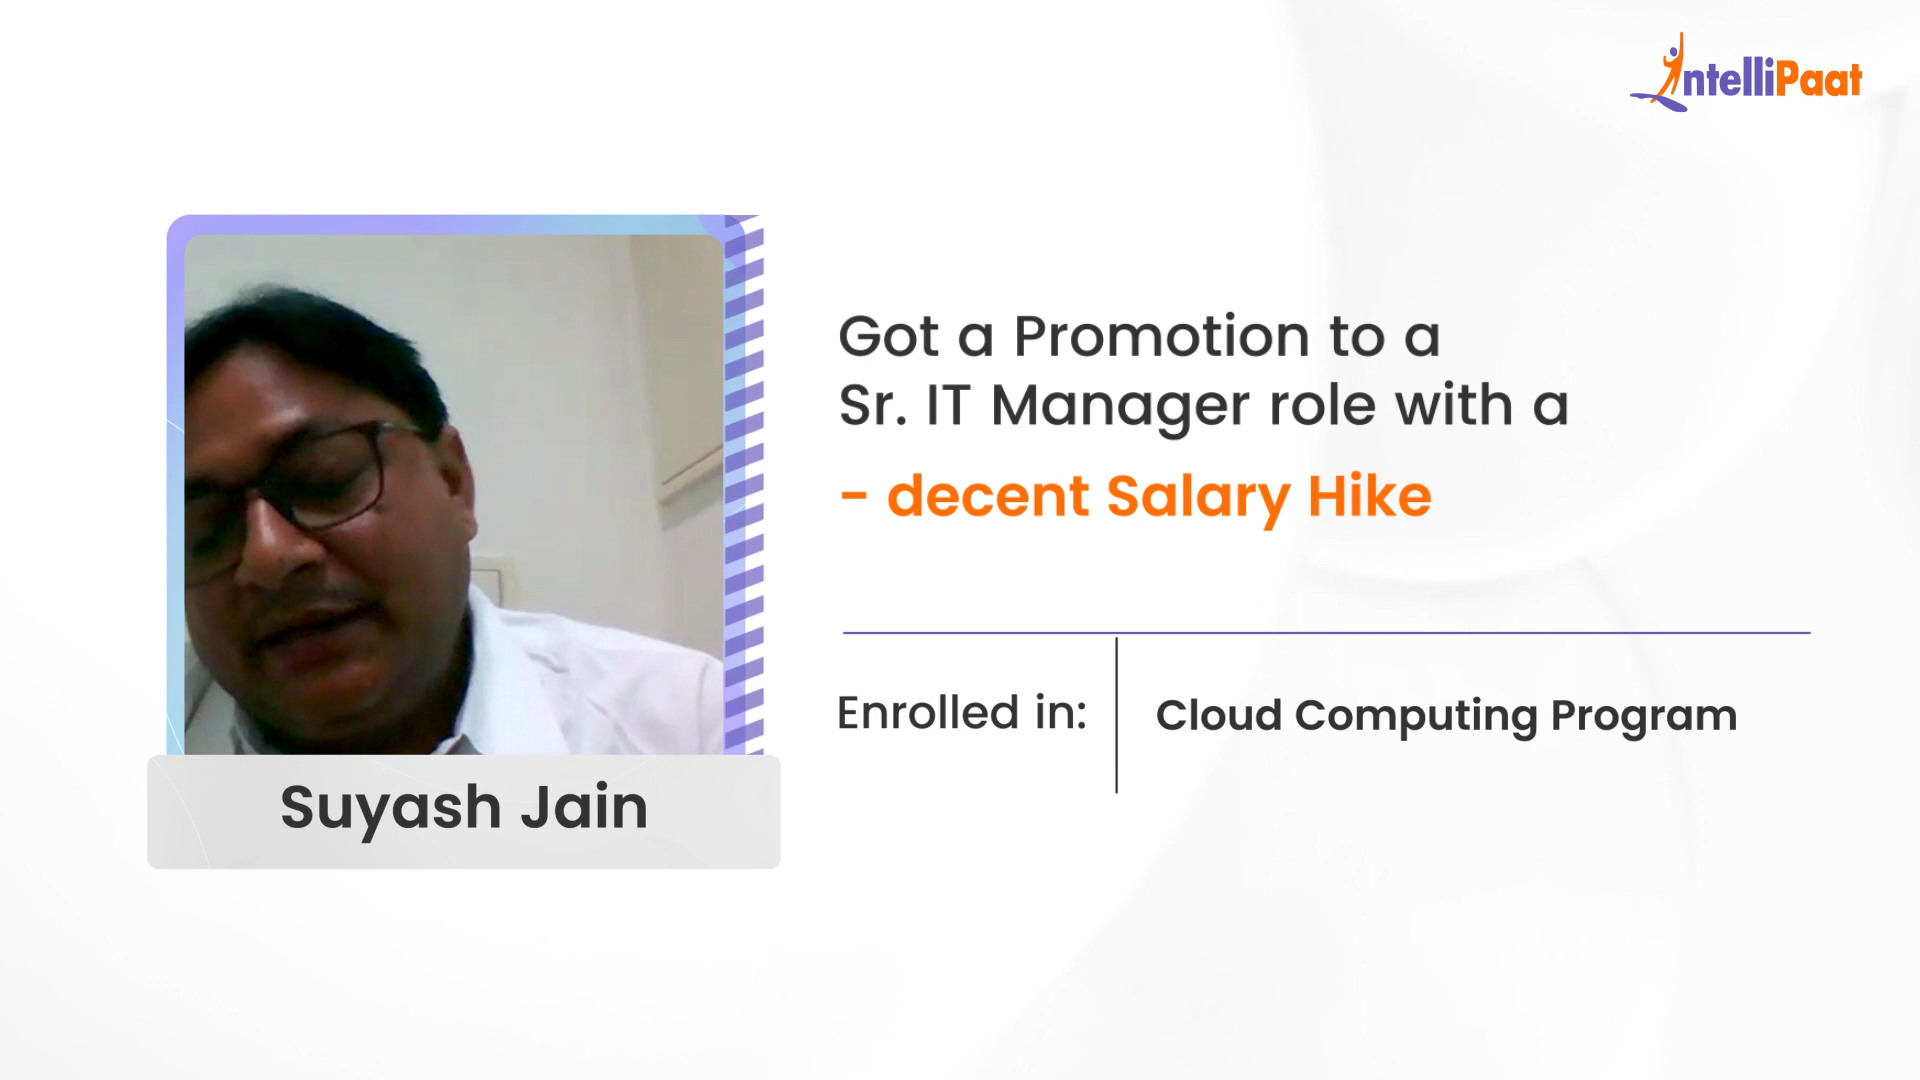 IntelliPaat
Got a Promotion to a
Sr. IT Manager role with a
- decent Salary Hike
Enrolled in:
Cloud Computing Program
Suyash Jain